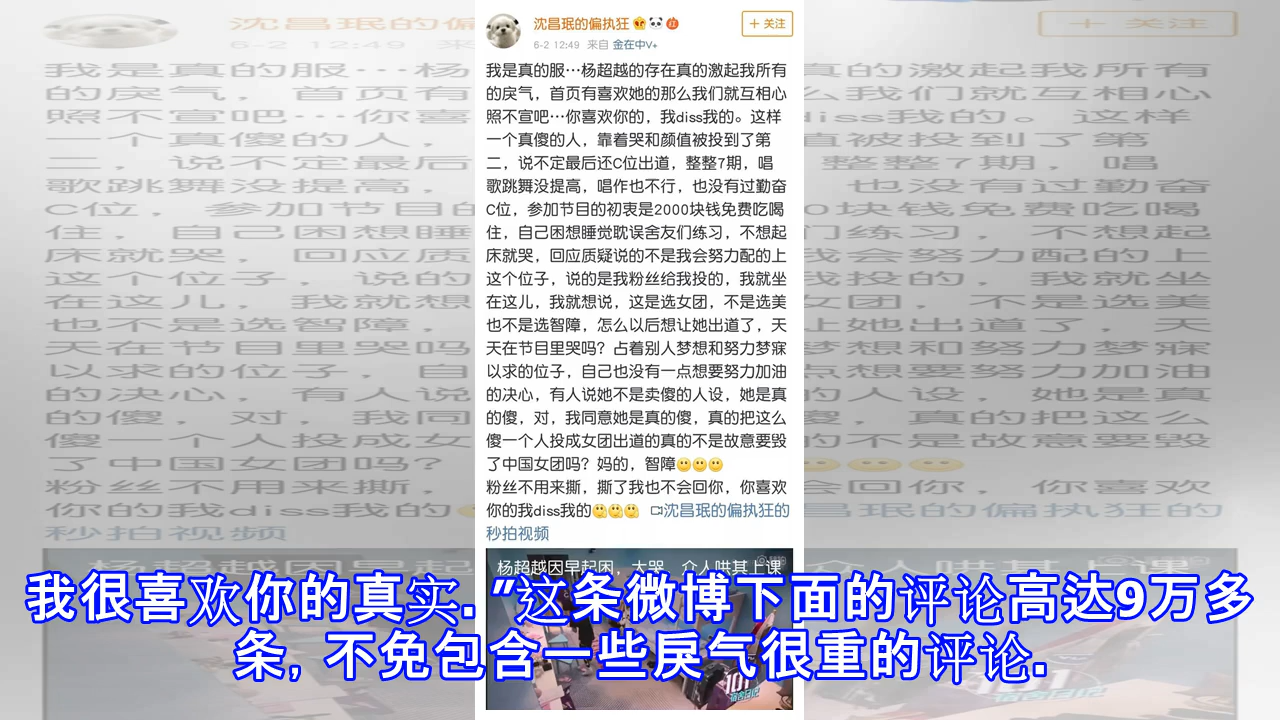 沈昌珉的偏执狂
+ 关注
6-2 12:49 来自 金在中V+
我是真的服…杨超越的存在真的激起我所有
的戾气，首页有喜欢她的那么我们就互相心
照不宣吧…你喜欢你的，我diss我的。这样
一个真傻的人，靠着哭和颜值被投到了第
二，说不定最后还C位出道，整整7期，唱
歌跳舞没提高，唱作也不行，也没有过勤奋
C位，参加节目的初衷是2000块钱免费吃喝
住，自己困想睡觉耽误舍友们练习，不想起
床就哭，回应质疑说的不是我会努力配的上
这个位子，说的是我粉丝给我投的，我就坐
在这儿，我就想说，这是选女团，不是选美
也不是选智障，怎么以后想让她出道了，天
天在节目里哭吗？占着别人梦想和努力梦寐
以求的位子，自己也没有一点想要努力加油
的决心，有人说她不是卖傻的人设，她是真
的傻，对，我同意她是真的傻，真的把这么
傻一个人投成女团出道的真的不是故意要毁
了中国女团吗？妈的，智障😶😶😶
粉丝不用来撕，撕了我也不会回你，你喜欢
你的我diss我的🤔🤔🤔 沈昌珉的偏执狂的
秒拍视频
杨超越因早起困，大哭，众人哄其上课
我很喜欢你的真实.″这条微博下面的评论高达9万多
条, 不免包含一些戾气很重的评论.
101